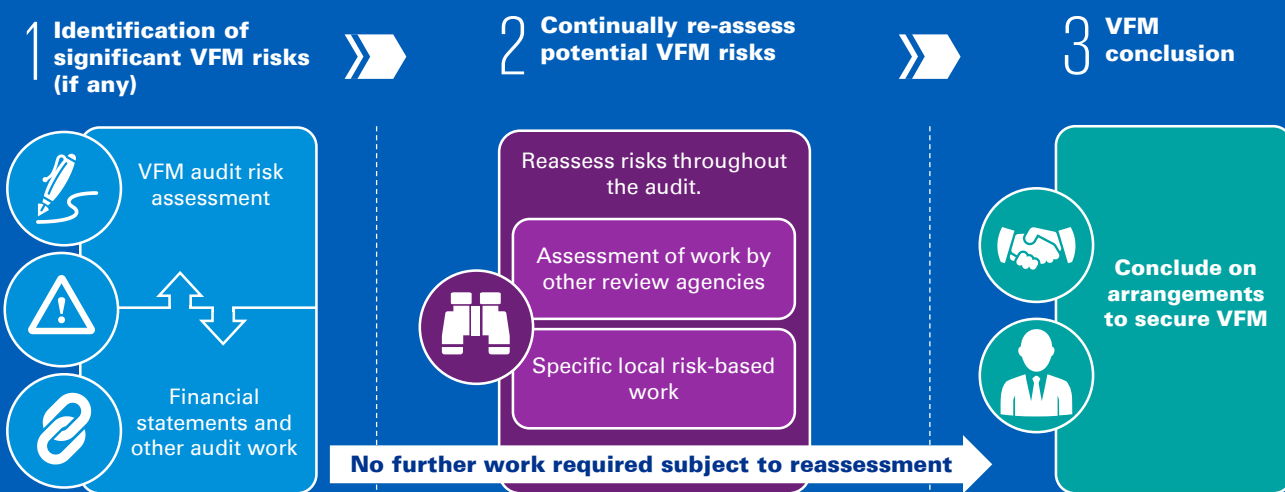 1 Identification of
significant VFM risks
(if any)
2 Continually re-assess
potential VFM risks
3 VFM
conclusion
VFM audit risk
assessment
Financial
statements and
other audit work
Reassess risks throughout
the audit.
Assessment of work by
other review agencies
Specific local risk-based
work
Conclude on
arrangements
to secure VFM
No further work required subject to reassessment